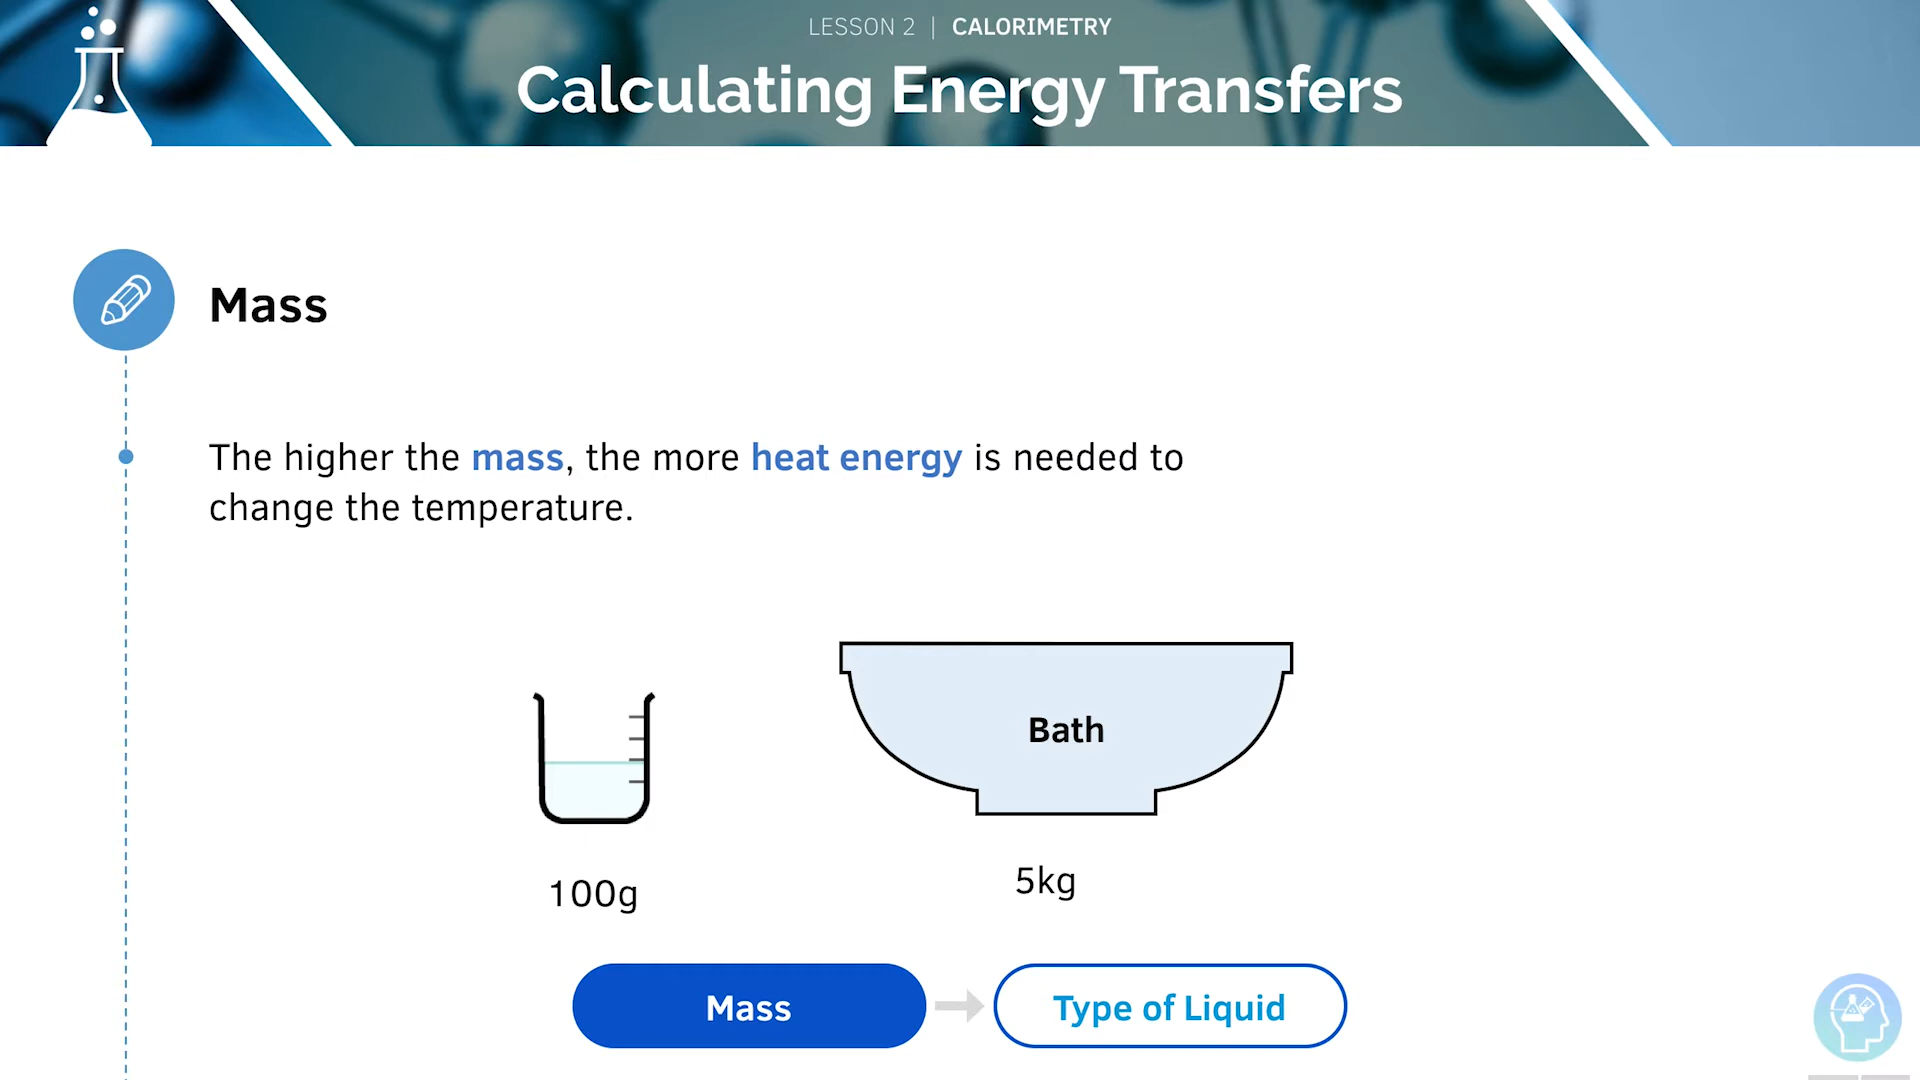 LESSON 2 | CALORIMETRY
Calculating Energy Transfers
Mass
The higher the mass, the more heat energy is needed to
change the temperature.
Bath
100g
5kg
Mass
Type of Liquid